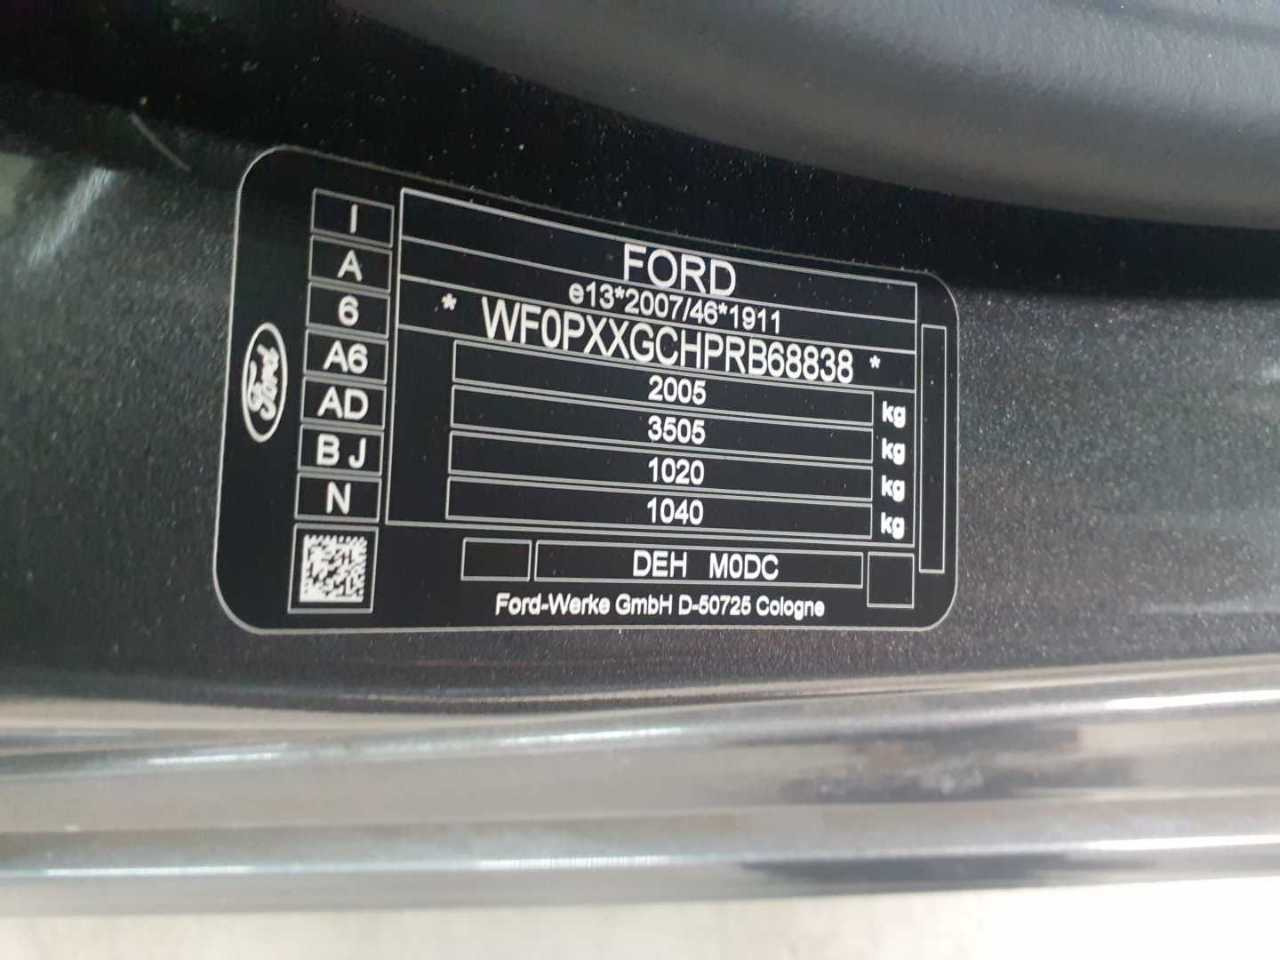 Ford
I
A
6
A6
AD
B J
N
FORD
e13*2007/46*1911
* WF0PXXGCHPRB68838 *
2005 kg
3505 kg
1020 kg
1040 kg
DEH M0DC
Ford-Werke GmbH D-50725 Cologne